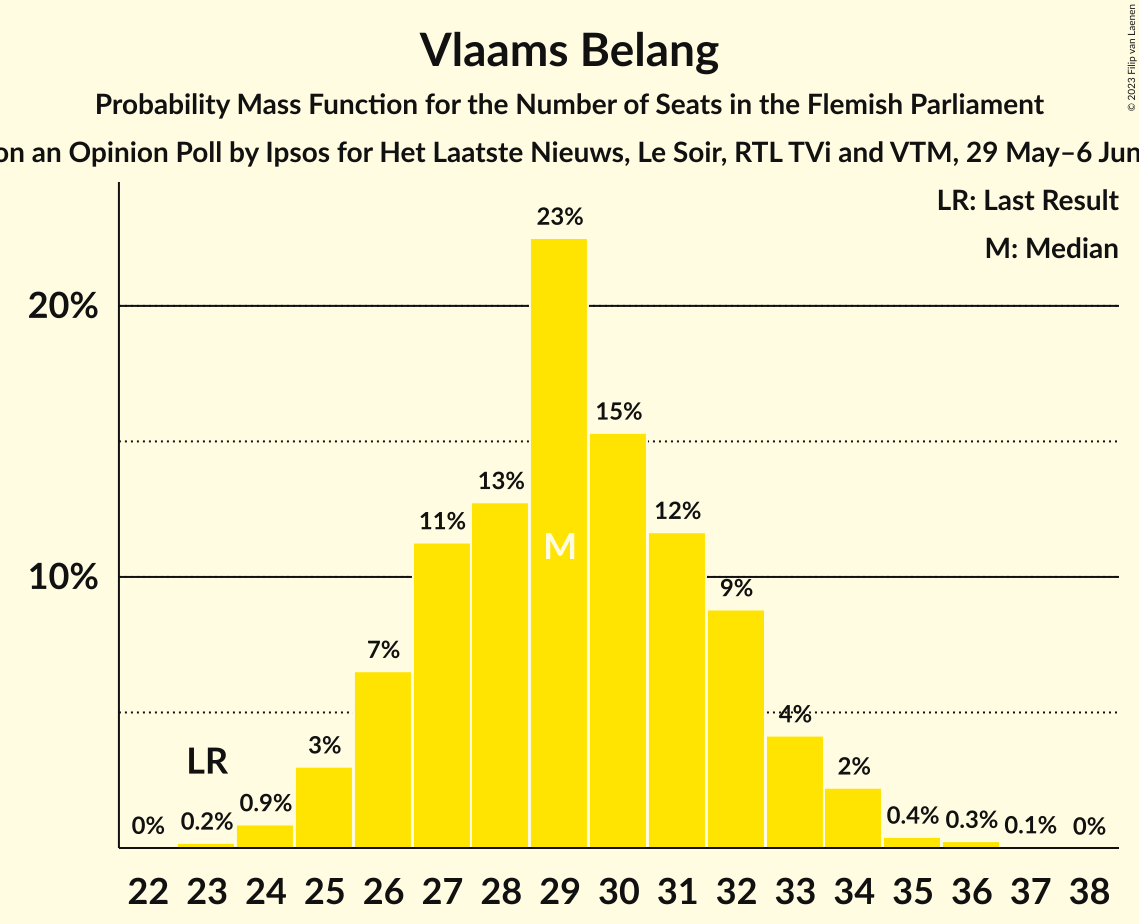 Vlaams Belang
Probability Mass Function for the Number of Seats in the Flemish Parliament
on an Opinion Poll by Ipsos for Het Laatste Nieuws, Le Soir, RTL TVi and VTM, 29 May–6 Jun
© 2023 Filip van Laenen
LR: Last Result
M: Median
23%
20%
15%
13%
12%
11%
M
10%
9%
7%
4%
LR
3%
2%
0.9%
0%
0.2%
0.4%
0.3%
0.1%
0%
22 23 24 25 26 27 28 29 30 31 32 33 34 35 36 37 38